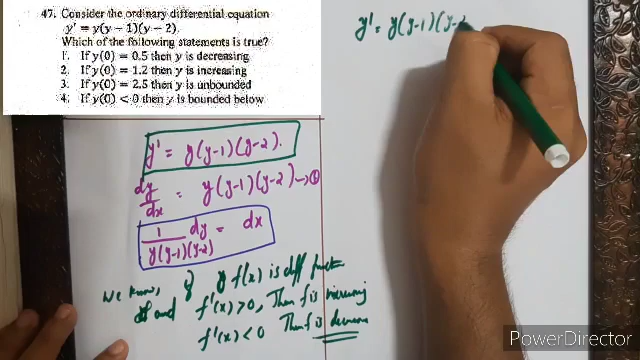 47. Consider the ordinary differential equation
y' = y(y − 1)(y − 2).
Which of the following statements is true?
1. If y(0) = 0.5 then y is decreasing
2. If y(0) = 1.2 then y is increasing
3. If y(0) = 2.5 then y is unbounded
4. If y(0) < 0 then y is bounded below
y' = y(y-1)(y-2
y' = y(y-1)(y-2).
dy/dx = y(y-1)(y-2) → ①
1/y(y-1)(y-2) dy = dx
We know, if f(x) is diff
and f'(x) > 0, Then f is increasing
f'(x) < 0 Then f is
PowerDirector